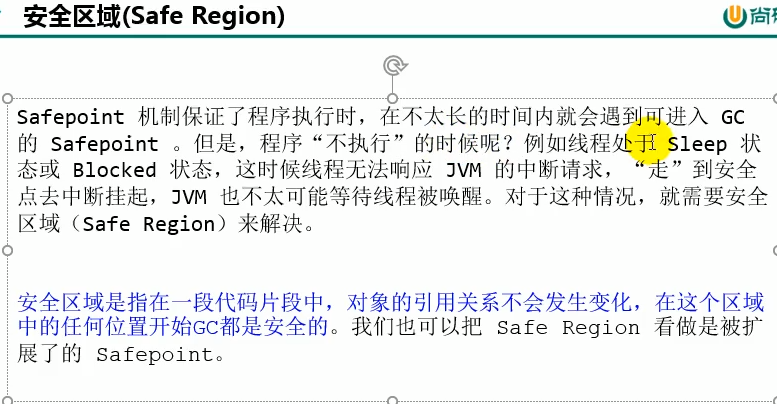 安全区域(Safe Region)
尚
Safepoint 机制保证了程序执行时，在不太长的时间内就会遇到可进入 GC
的 Safepoint 。但是，程序“不执行”的时候呢？例如线程处于 Sleep 状
态或 Blocked 状态，这时候线程无法响应 JVM 的中断请求，“走”到安全
点去中断挂起，JVM 也不太可能等待线程被唤醒。对于这种情况，就需要安全
区域（Safe Region）来解决。
安全区域是指在一段代码片段中，对象的引用关系不会发生变化，在这个区域
中的任何位置开始GC都是安全的。我们也可以把 Safe Region 看做是被扩
展了的 Safepoint。